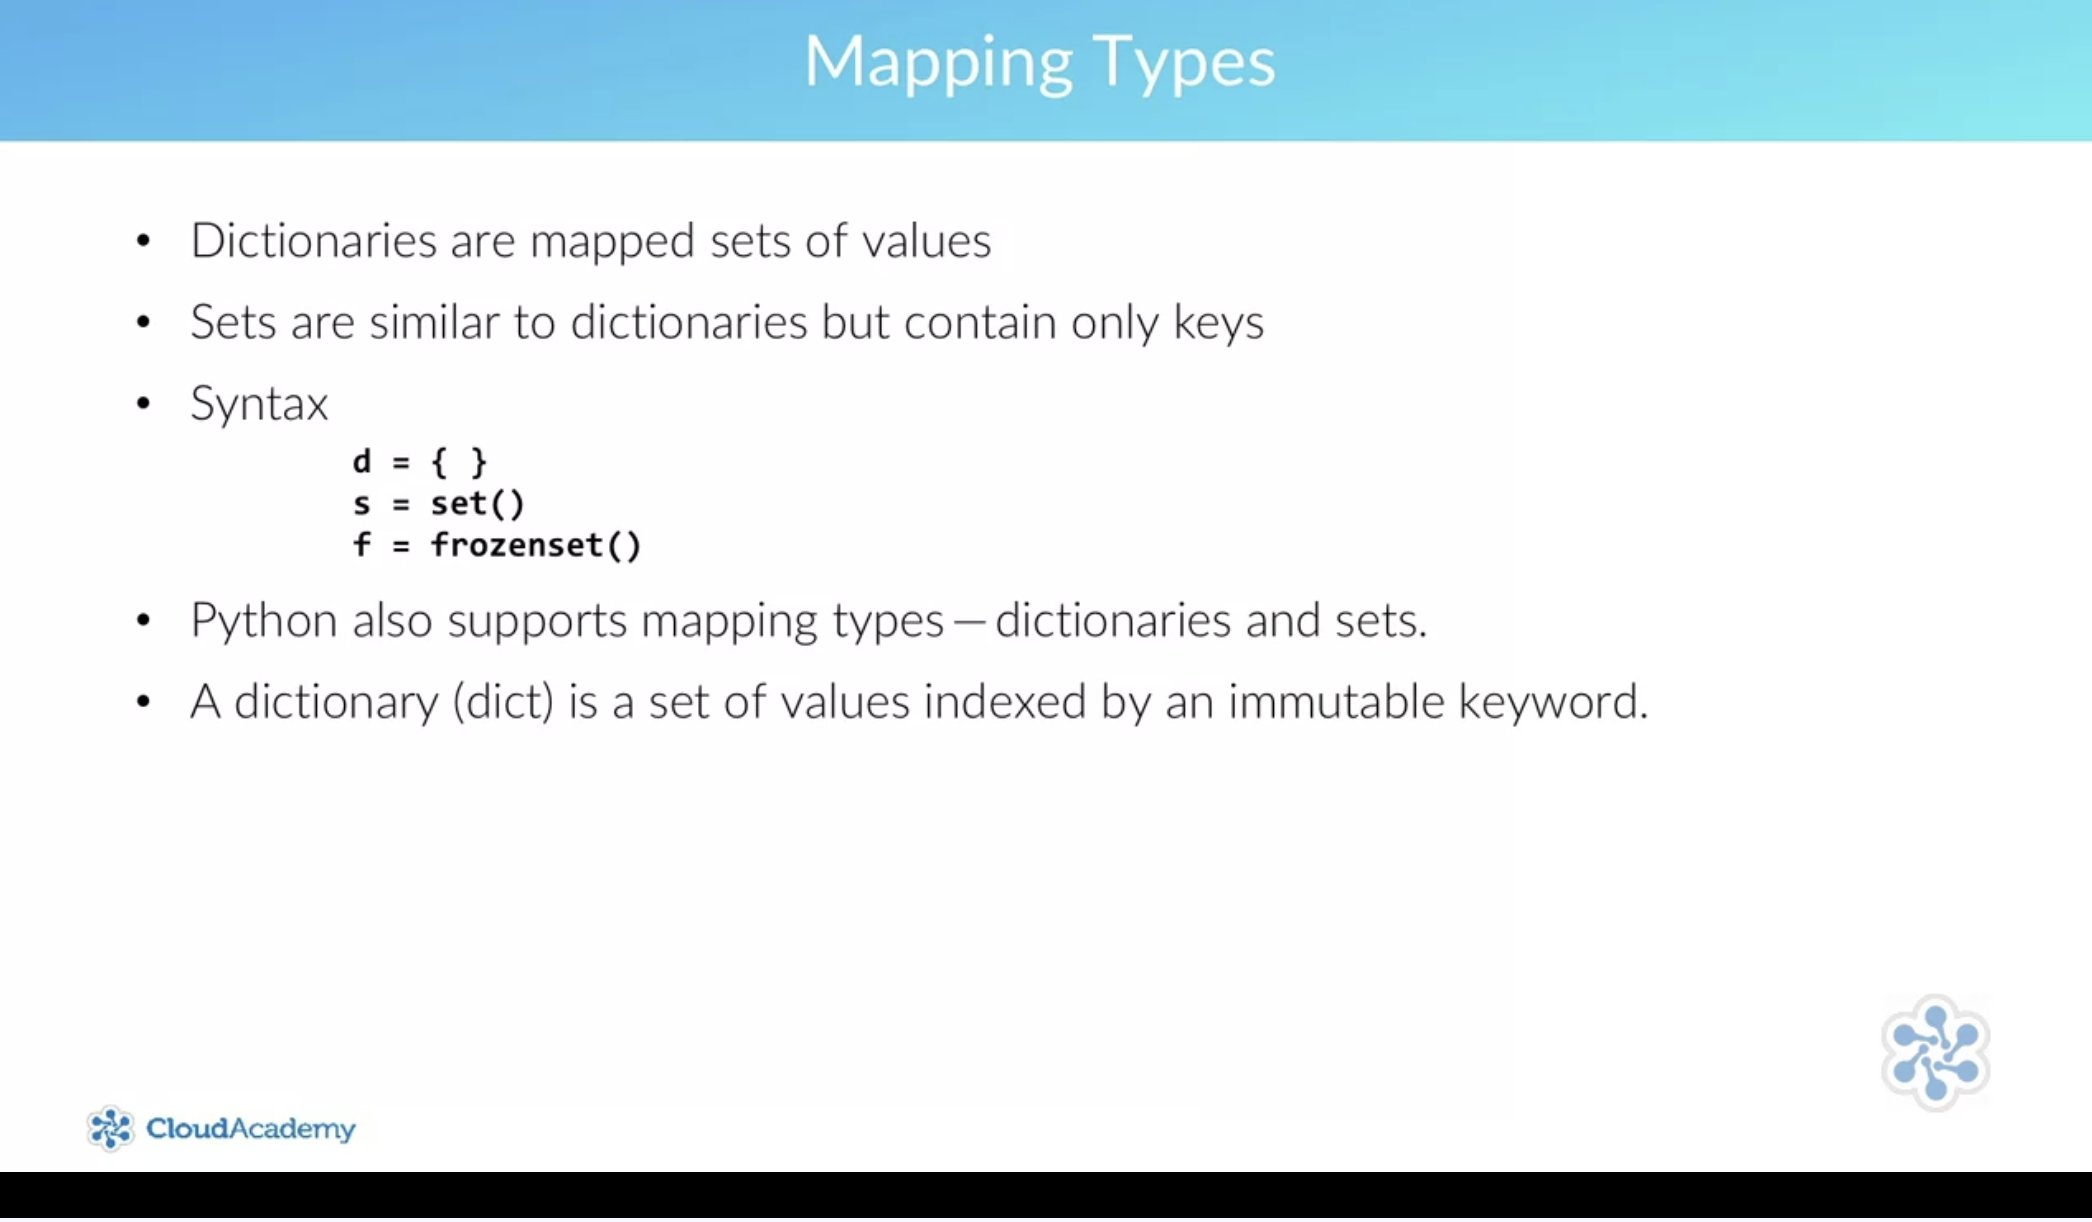 Mapping Types
• Dictionaries are mapped sets of values
• Sets are similar to dictionaries but contain only keys
• Syntax
d = { }
s = set()
f = frozenset()
• Python also supports mapping types — dictionaries and sets.
• A dictionary (dict) is a set of values indexed by an immutable keyword.
CloudAcademy